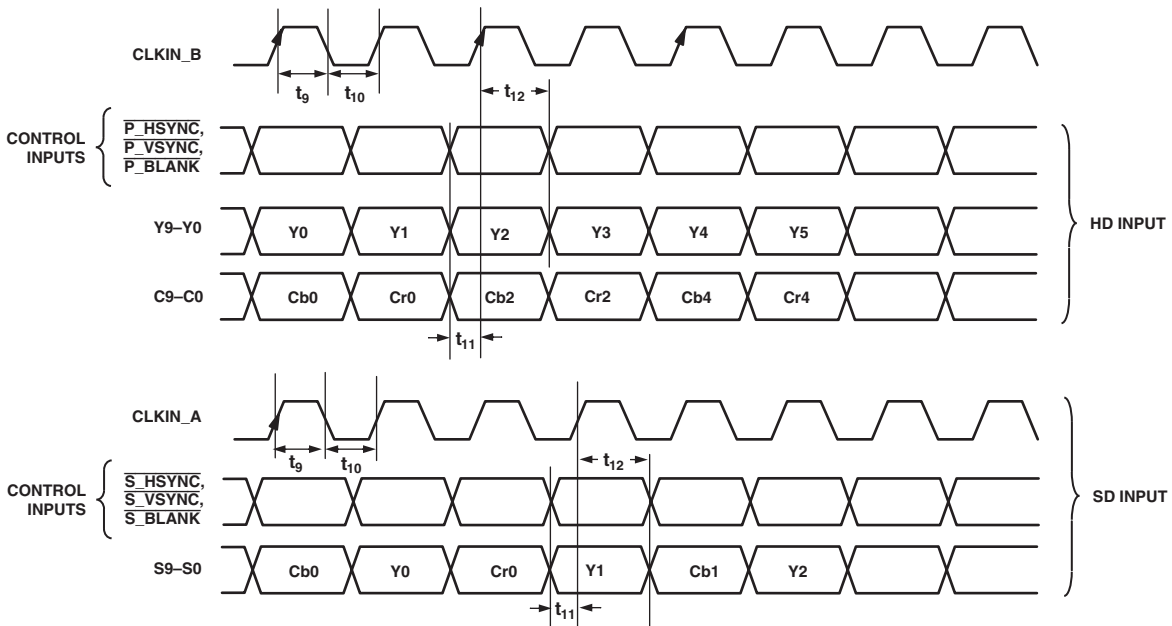 CLKIN_B
t9
t10
t12
CONTROL INPUTS
P_HSYNC,
P_VSYNC,
P_BLANK
Y9–Y0
Y0
Y1
Y2
Y3
Y4
Y5
HD INPUT
C9–C0
Cb0
Cr0
Cb2
Cr2
Cb4
Cr4
t11
CLKIN_A
t9
t10
t12
CONTROL INPUTS
S_HSYNC,
S_VSYNC,
S_BLANK
SD INPUT
S9–S0
Cb0
Y0
Cr0
Y1
Cb1
Y2
t11